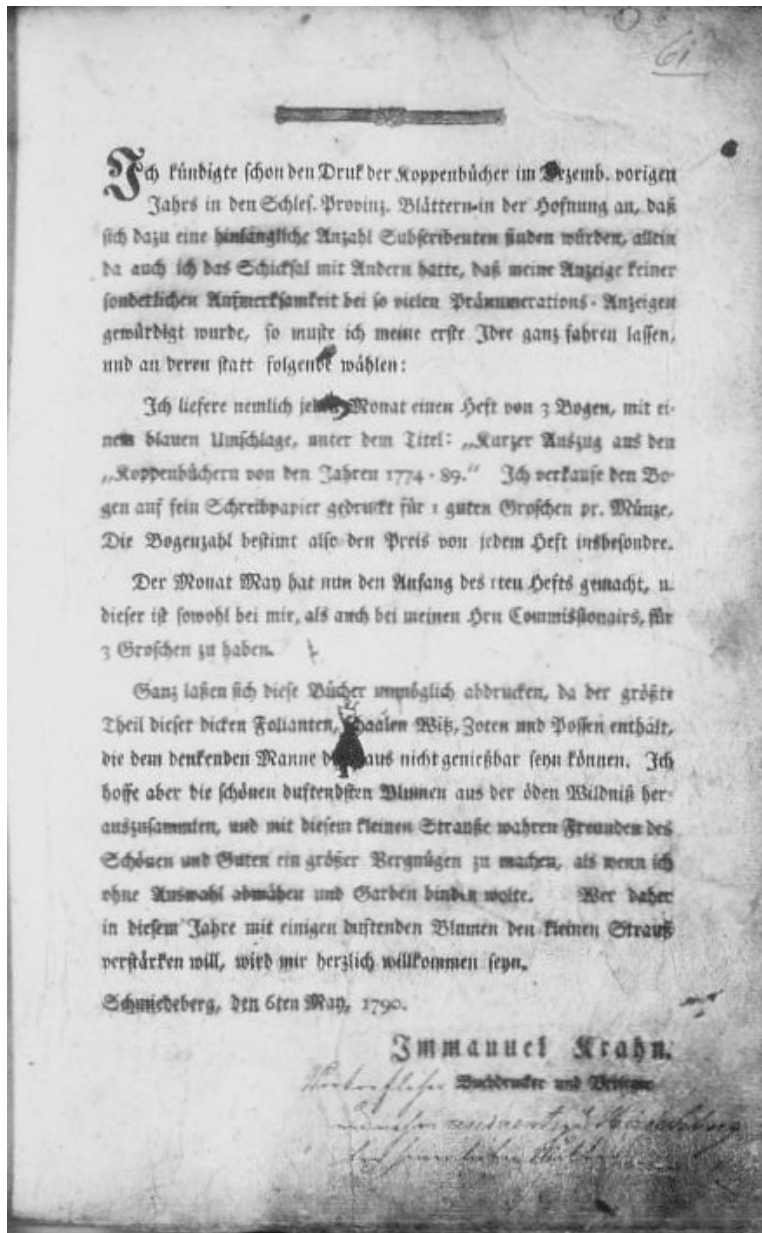 61
Ich kündigte schon den Druk der Koppenbücher im Dezemb. vorigen
Jahrs in den Schles. Provinz. Blättern in der Hofnung an, daß
sich dazu eine hinlängliche Anzahl Subscribenten finden würden, allein
da auch ich das Schicksal mit Andern hatte, daß meine Anzeige keiner
sonderlichen Aufmerksamkeit bei so vielen Pränumerations-Anzeigen
gewürdigt wurde, so muste ich meine erste Idee ganz fahren lassen,
und an deren statt folgende wählen:
Ich liefere nemlich jeden Monat einen Heft von 3 Bogen, mit ei-
nem blauen Umschlage, unter dem Titel: „Kurzer Auszug aus den
„Koppenbüchern von den Jahren 1774-89.“ Ich verkaufe den Bo-
gen auf fein Schreibpapier gedruckt für 1 guten Groschen pr. Münze,
Die Bogenzahl bestimt also den Preis von jedem Heft insbesondre.
Der Monat May hat nun den Anfang des 1ten Hefts gemacht, u.
dieser ist sowohl bei mir, als auch bei meinen Hrn Commissionairs, für
3 Groschen zu haben.
Ganz laßen sich diese Bücher unmöglich abdrucken, da der größte
Theil dieser dicken Folianten, schaalen Witz, Zoten und Possen enthält,
die dem denkenden Manne durchaus nicht genießbar seyn können. Ich
hoffe aber die schönen duftendsten Blumen aus der öden Wildniß her-
auszusammlen, und mit diesem kleinen Strauße wahren Freunden des
Schönen und Guten ein größer Vergnügen zu machen, als wenn ich
ohne Auswahl abmähen und Garben binden wolte. Wer daher
in diesem Jahre mit einigen duftenden Blumen den kleinen Strauß
verstärken will, wird mir herzlich willkommen seyn.
Schmiedeberg, den 6ten May, 1790.
Immanuel Krahn.
Buchdrucker und Verleger